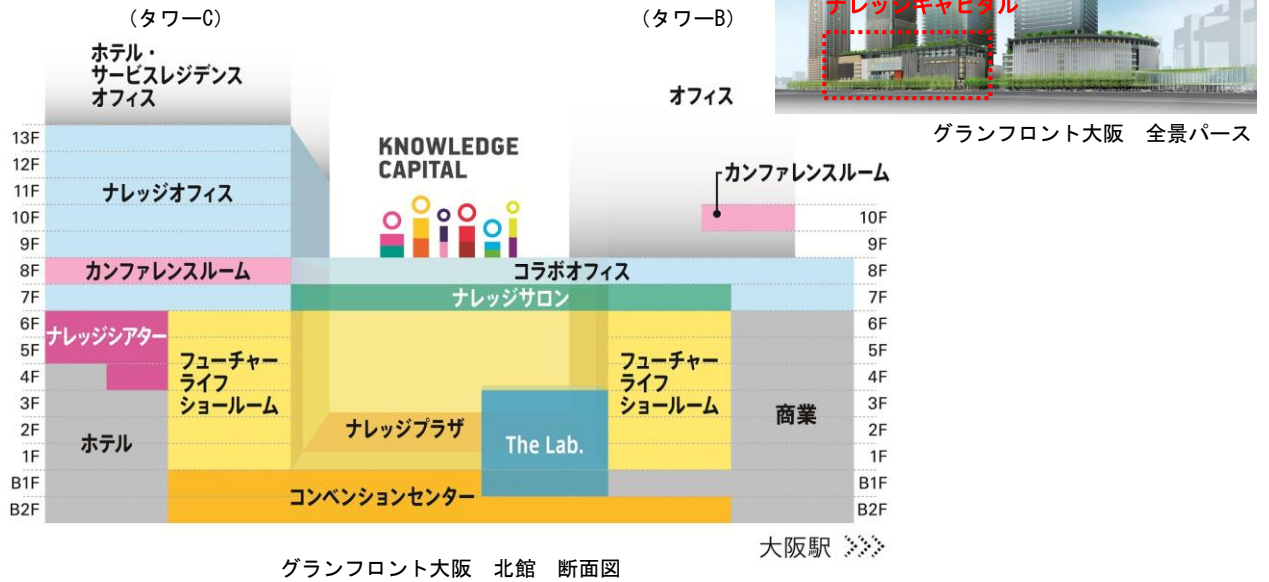 （タワーC）
（タワーB）
ナレッジキャピタル
ホテル・
サービスレジデンス
オフィス
オフィス
グランフロント大阪　全景パース
13F
12F
11F
10F
9F
8F
7F
6F
5F
4F
3F
2F
1F
B1F
B2F
KNOWLEDGE
CAPITAL
カンファレンスルーム
ナレッジオフィス
カンファレンスルーム
コラボオフィス
ナレッジサロン
ナレッジシアター
フューチャー
ライフ
ショールーム
フューチャー
ライフ
ショールーム
ホテル
ナレッジプラザ
The Lab.
商業
コンベンションセンター
10F
9F
8F
7F
6F
5F
4F
3F
2F
1F
B1F
B2F
大阪駅
グランフロント大阪　北館　断面図